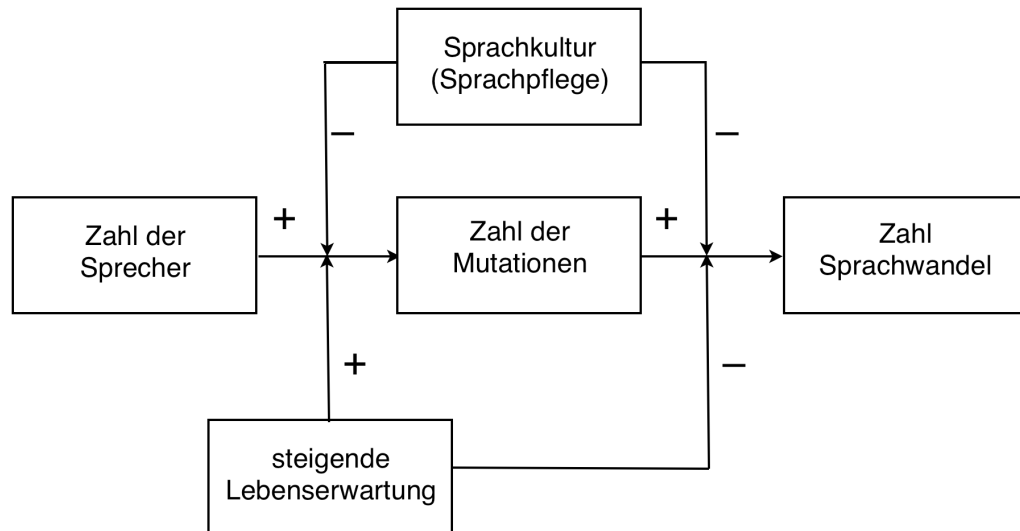 Sprachkultur
(Sprachpflege)
–
–
Zahl der
Sprecher
+
Zahl der
Mutationen
+
Zahl
Sprachwandel
+
–
steigende
Lebenserwartung